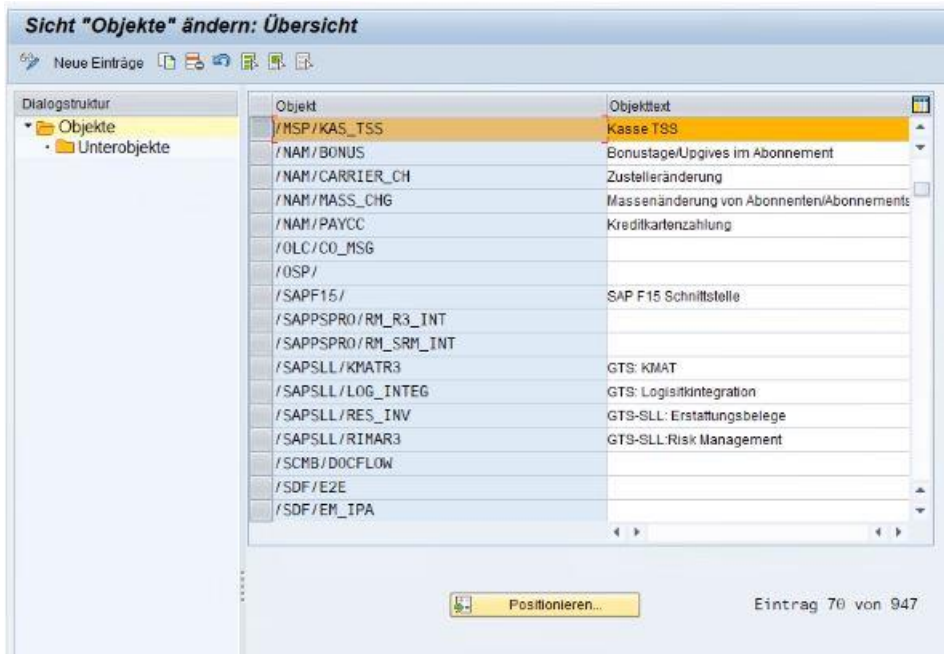 Sicht "Objekte" ändern: Übersicht
Neue Einträge
Dialogstruktur
Objekte
Unterobjekte
Objekt Objekttext
/MSP/KAS_TSS Kasse TSS
/NAM/BONUS Bonustage/Upgives im Abonnement
/NAM/CARRIER_CH Zustelleränderung
/NAM/MASS_CHG Massenänderung von Abonnenten/Abonnements
/NAM/PAYCC Kreditkartenzahlung
/OLC/CO_MSG
/OSP/
/SAPF15/ SAP F15 Schnittstelle
/SAPPSPRO/RM_R3_INT
/SAPPSPRO/RM_SRM_INT
/SAPSLL/KMATR3 GTS: KMAT
/SAPSLL/LOG_INTEG GTS: Logisitkintegration
/SAPSLL/RES_INV GTS-SLL: Erstattungsbelege
/SAPSLL/RIMAR3 GTS-SLL:Risk Management
/SCMB/DOCFLOW
/SDF/E2E
/SDF/EM_IPA
Positionieren... Eintrag 70 von 947